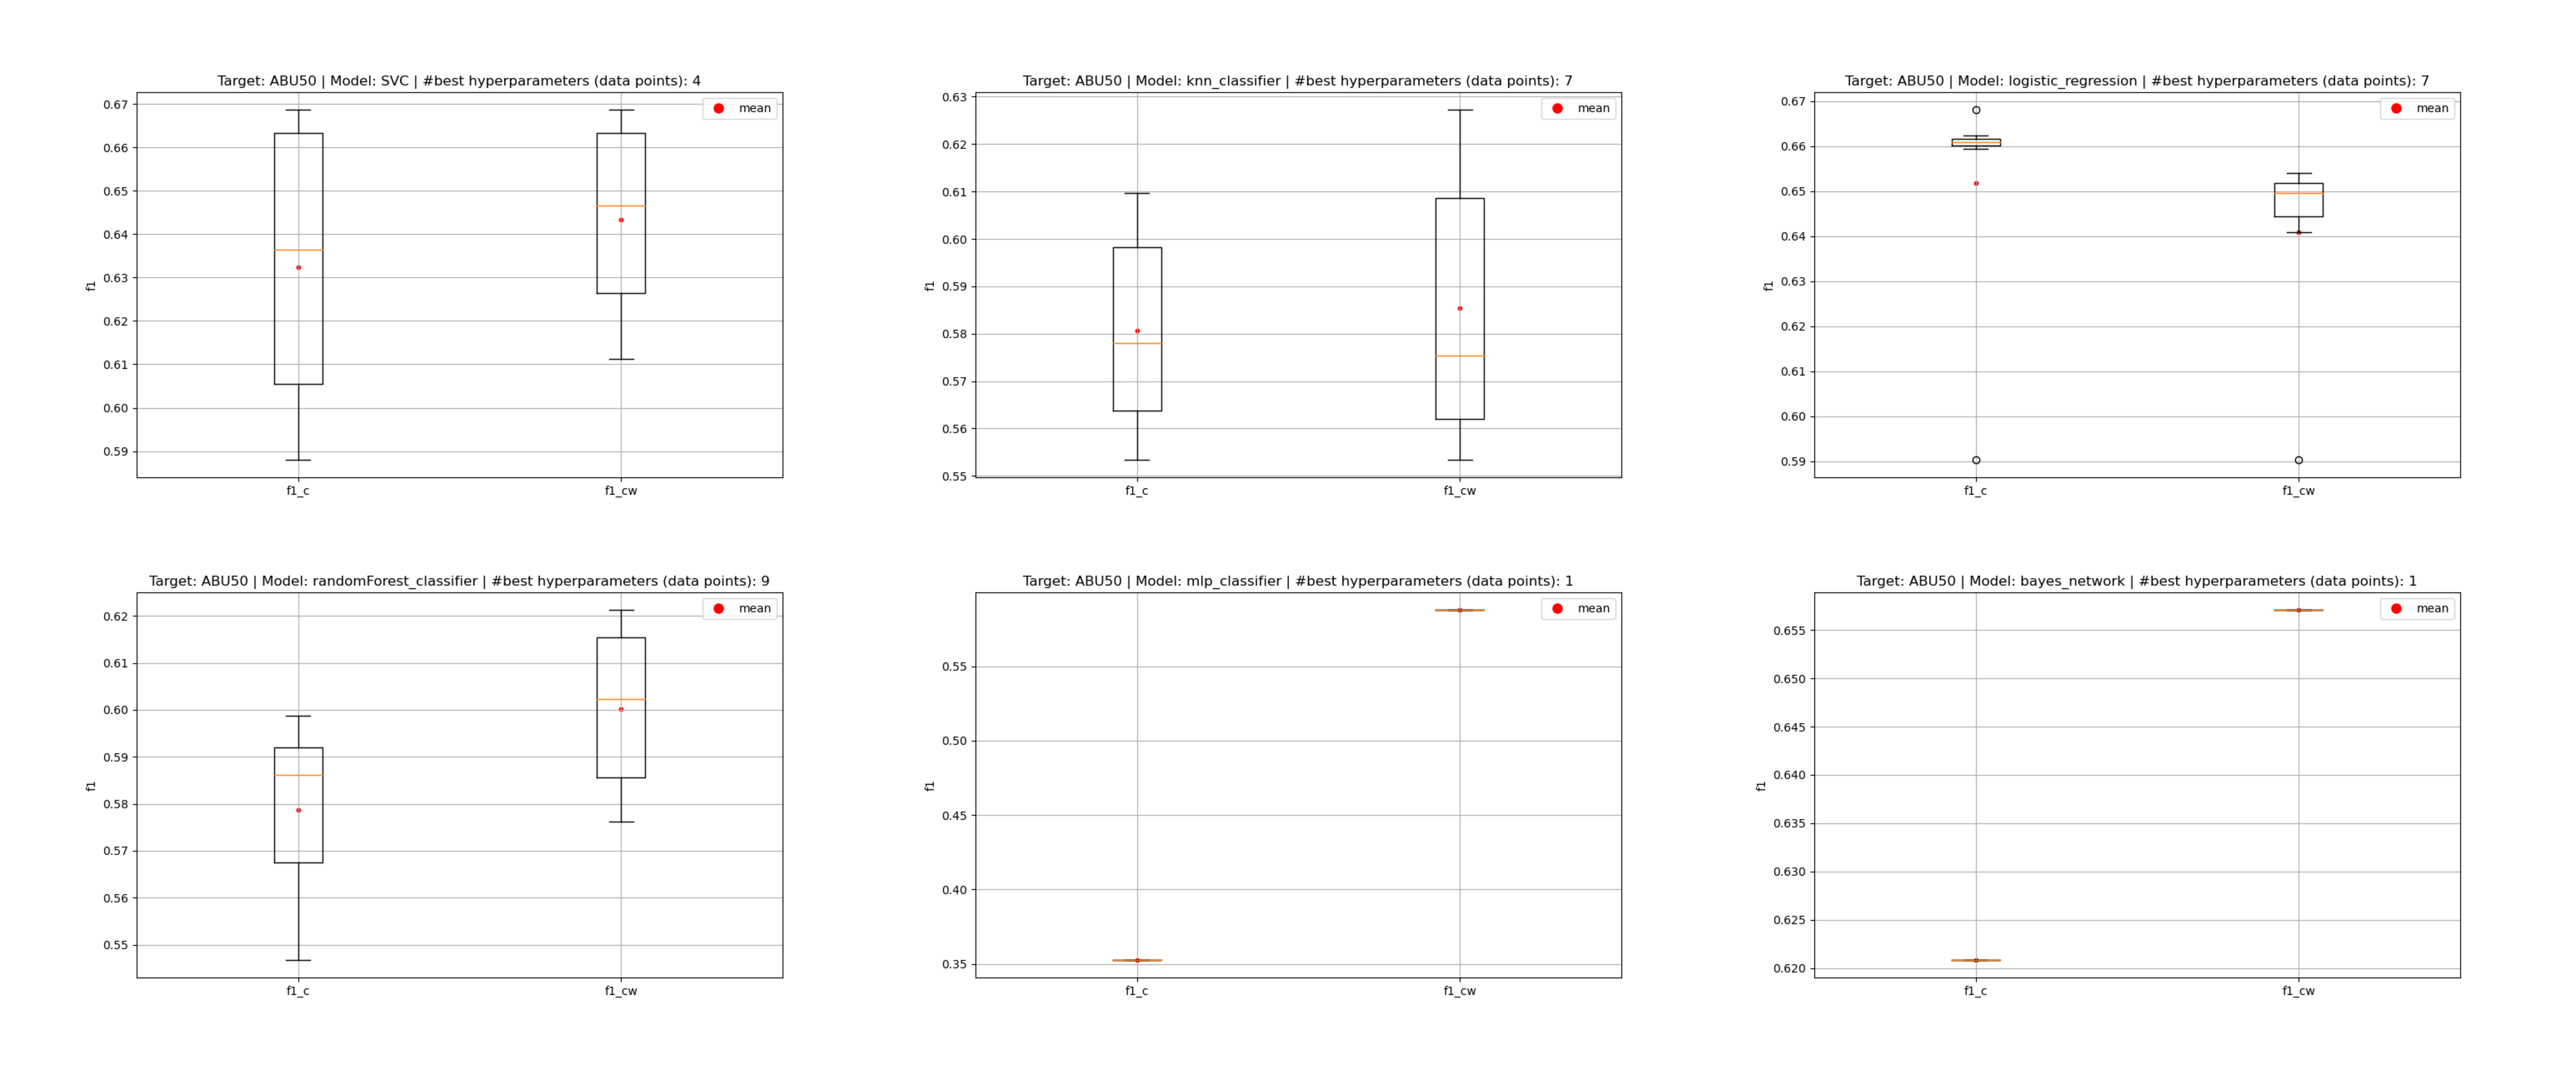 Target: ABU50 | Model: SVC | #best hyperparameters (data points): 4
mean
0.67
0.66
0.65
0.64
0.63
0.62
0.61
0.60
0.59
f1
f1_c
f1_cw
Target: ABU50 | Model: knn_classifier | #best hyperparameters (data points): 7
mean
0.63
0.62
0.61
0.60
0.59
0.58
0.57
0.56
0.55
f1
f1_c
f1_cw
Target: ABU50 | Model: logistic_regression | #best hyperparameters (data points): 7
mean
0.67
0.66
0.65
0.64
0.63
0.62
0.61
0.60
0.59
f1
f1_c
f1_cw
Target: ABU50 | Model: randomForest_classifier | #best hyperparameters (data points): 9
mean
0.62
0.61
0.60
0.59
0.58
0.57
0.56
0.55
f1
f1_c
f1_cw
Target: ABU50 | Model: mlp_classifier | #best hyperparameters (data points): 1
mean
0.55
0.50
0.45
0.40
0.35
f1
f1_c
f1_cw
Target: ABU50 | Model: bayes_network | #best hyperparameters (data points): 1
mean
0.655
0.650
0.645
0.640
0.635
0.630
0.625
0.620
f1
f1_c
f1_cw